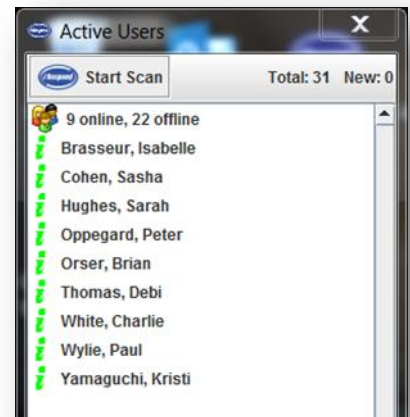 Active Users
X
Start Scan Total: 31 New: 0
9 online, 22 offline
Brasseur, Isabelle
Cohen, Sasha
Hughes, Sarah
Oppegard, Peter
Orser, Brian
Thomas, Debi
White, Charlie
Wylie, Paul
Yamaguchi, Kristi